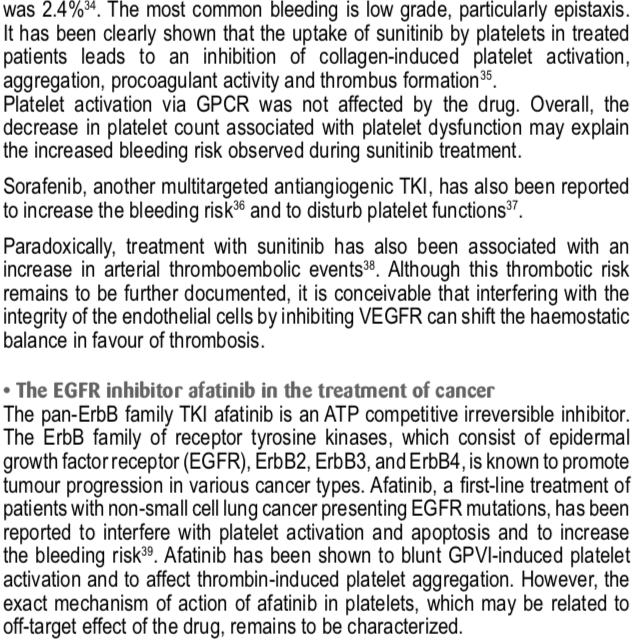 was 2.4%³⁴. The most common bleeding is low grade, particularly epistaxis.
It has been clearly shown that the uptake of sunitinib by platelets in treated
patients leads to an inhibition of collagen-induced platelet activation,
aggregation, procoagulant activity and thrombus formation³⁵.
Platelet activation via GPCR was not affected by the drug. Overall, the
decrease in platelet count associated with platelet dysfunction may explain
the increased bleeding risk observed during sunitinib treatment.
Sorafenib, another multitargeted antiangiogenic TKI, has also been reported
to increase the bleeding risk³⁶ and to disturb platelet functions³⁷.
Paradoxically, treatment with sunitinib has also been associated with an
increase in arterial thromboembolic events³⁸. Although this thrombotic risk
remains to be further documented, it is conceivable that interfering with the
integrity of the endothelial cells by inhibiting VEGFR can shift the haemostatic
balance in favour of thrombosis.
• The EGFR inhibitor afatinib in the treatment of cancer
The pan-ErbB family TKI afatinib is an ATP competitive irreversible inhibitor.
The ErbB family of receptor tyrosine kinases, which consist of epidermal
growth factor receptor (EGFR), ErbB2, ErbB3, and ErbB4, is known to promote
tumour progression in various cancer types. Afatinib, a first-line treatment of
patients with non-small cell lung cancer presenting EGFR mutations, has been
reported to interfere with platelet activation and apoptosis and to increase
the bleeding risk³⁹. Afatinib has been shown to blunt GPVI-induced platelet
activation and to affect thrombin-induced platelet aggregation. However, the
exact mechanism of action of afatinib in platelets, which may be related to
off-target effect of the drug, remains to be characterized.